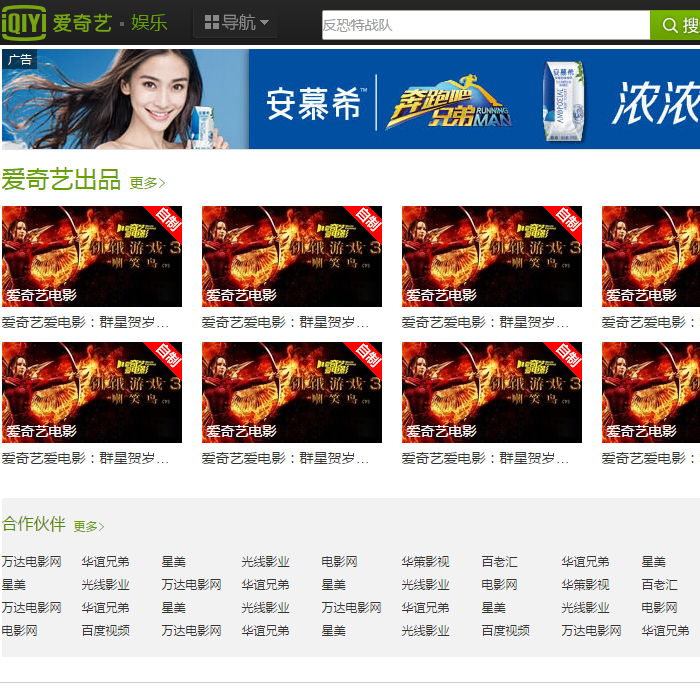 iQIYI 爱奇艺·娱乐 导航 反恐特战队 搜
广告
安慕希™ 奔跑吧兄弟 RUNNING MAN 安慕希 AMPOETAL 浓浓
爱奇艺出品 更多>
自制 自制 自制 自制
饥饿游戏3 饥饿游戏3 饥饿游戏3
嘲笑鸟 嘲笑鸟 嘲笑鸟
爱奇艺电影 爱奇艺电影 爱奇艺电影 爱奇艺电影
爱奇艺爱电影：群星贺岁… 爱奇艺爱电影：群星贺岁… 爱奇艺爱电影：群星贺岁… 爱奇艺爱电影：
自制 自制 自制 自制
饥饿游戏3 饥饿游戏3 饥饿游戏3
嘲笑鸟 嘲笑鸟 嘲笑鸟
爱奇艺电影 爱奇艺电影 爱奇艺电影 爱奇艺电影
爱奇艺爱电影：群星贺岁… 爱奇艺爱电影：群星贺岁… 爱奇艺爱电影：群星贺岁… 爱奇艺爱电影：
合作伙伴 更多>
万达电影网 华谊兄弟 星美 光线影业 电影网 华策影视 百老汇 华谊兄弟 星美
星美 光线影业 万达电影网 华谊兄弟 星美 光线影业 电影网 华策影视 百老汇
万达电影网 华谊兄弟 星美 光线影业 万达电影网 华谊兄弟 星美 光线影业 电影网
电影网 百度视频 万达电影网 华谊兄弟 星美 光线影业 百度视频 万达电影网 华谊兄弟